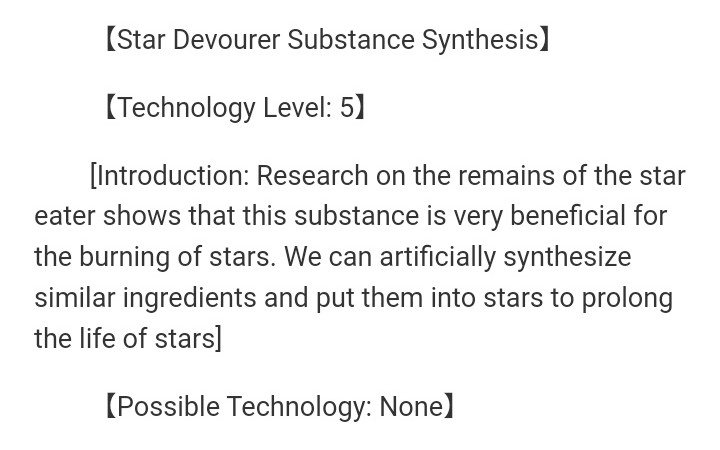 【Star Devourer Substance Synthesis】
【Technology Level: 5】
[Introduction: Research on the remains of the star
eater shows that this substance is very beneficial for
the burning of stars. We can artificially synthesize
similar ingredients and put them into stars to prolong
the life of stars]
【Possible Technology: None】